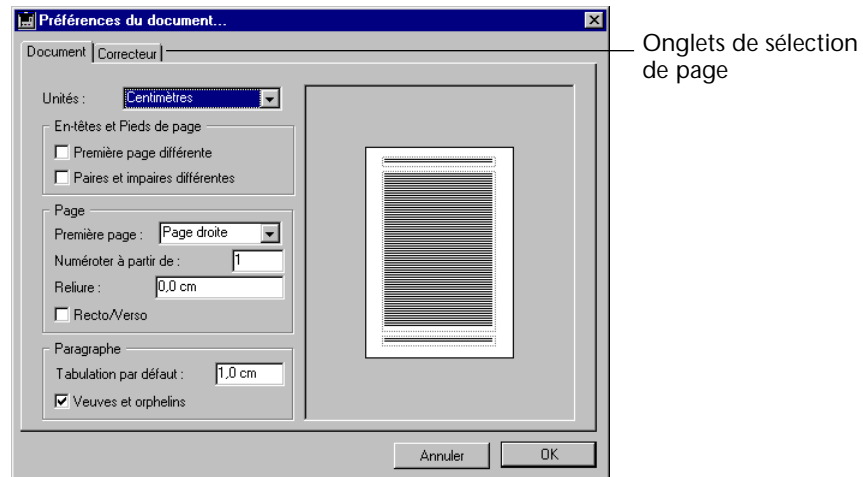 Préférences du document...
Document Correcteur
Onglets de sélection
de page
Unités : Centimètres
En-têtes et Pieds de page
Première page différente
Paires et impaires différentes
Page
Première page : Page droite
Numéroter à partir de : 1
Reliure : 0,0 cm
Recto/Verso
Paragraphe
Tabulation par défaut : 1,0 cm
Veuves et orphelins
Annuler OK